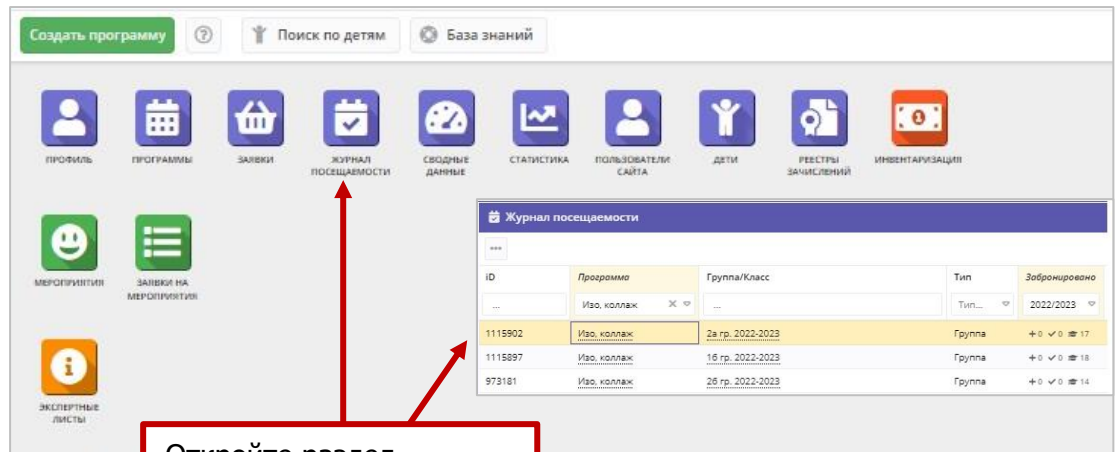 Создать программу
?
Поиск по детям
База знаний
ПРОФИЛЬ
ПРОГРАММЫ
ЗАЯВКИ
ЖУРНАЛ
ПОСЕЩАЕМОСТИ
СВОДНЫЕ
ДАННЫЕ
СТАТИСТИКА
ПОЛЬЗОВАТЕЛИ
САЙТА
ДЕТИ
РЕЕСТРЫ
ЗАЧИСЛЕНИЙ
ИНВЕНТАРИЗАЦИЯ
МЕРОПРИЯТИЯ
ЗАЯВКИ НА
МЕРОПРИЯТИЯ
ЭКСПЕРТНЫЕ
ЛИСТЫ
Журнал посещаемости
...
iD Программа Группа/Класс Тип Забронировано
... Изо, коллаж × ... Тип... 2022/2023
1115902 Изо, коллаж 2а гр. 2022-2023 Группа +0 ✓0 17
1115897 Изо, коллаж 1б гр. 2022-2023 Группа +0 ✓0 18
973181 Изо, коллаж 2б гр. 2022-2023 Группа +0 ✓0 14
Откройте раздел